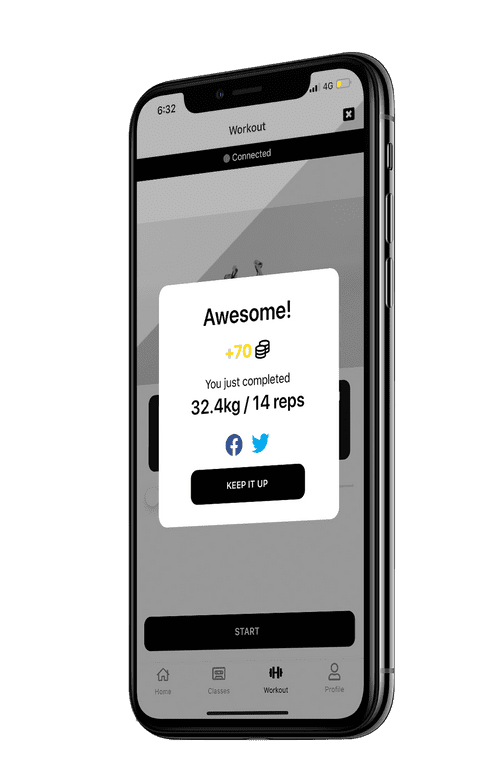 6:32
4G
Workout
Connected
Awesome!
+70
You just completed
32.4kg / 14 reps
KEEP IT UP
START
Home
Classes
Workout
Profile